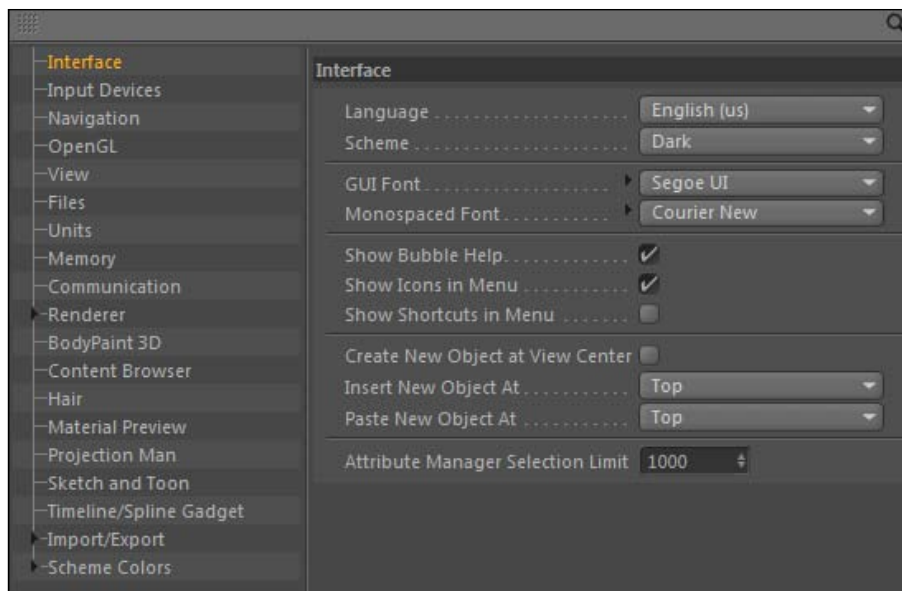 Interface
Input Devices
Navigation
OpenGL
View
Files
Units
Memory
Communication
Renderer
BodyPaint 3D
Content Browser
Hair
Material Preview
Projection Man
Sketch and Toon
Timeline/Spline Gadget
Import/Export
Scheme Colors
Interface
Language English (us)
Scheme Dark
GUI Font Segoe UI
Monospaced Font Courier New
Show Bubble Help
Show Icons in Menu
Show Shortcuts in Menu
Create New Object at View Center
Insert New Object At Top
Paste New Object At Top
Attribute Manager Selection Limit 1000